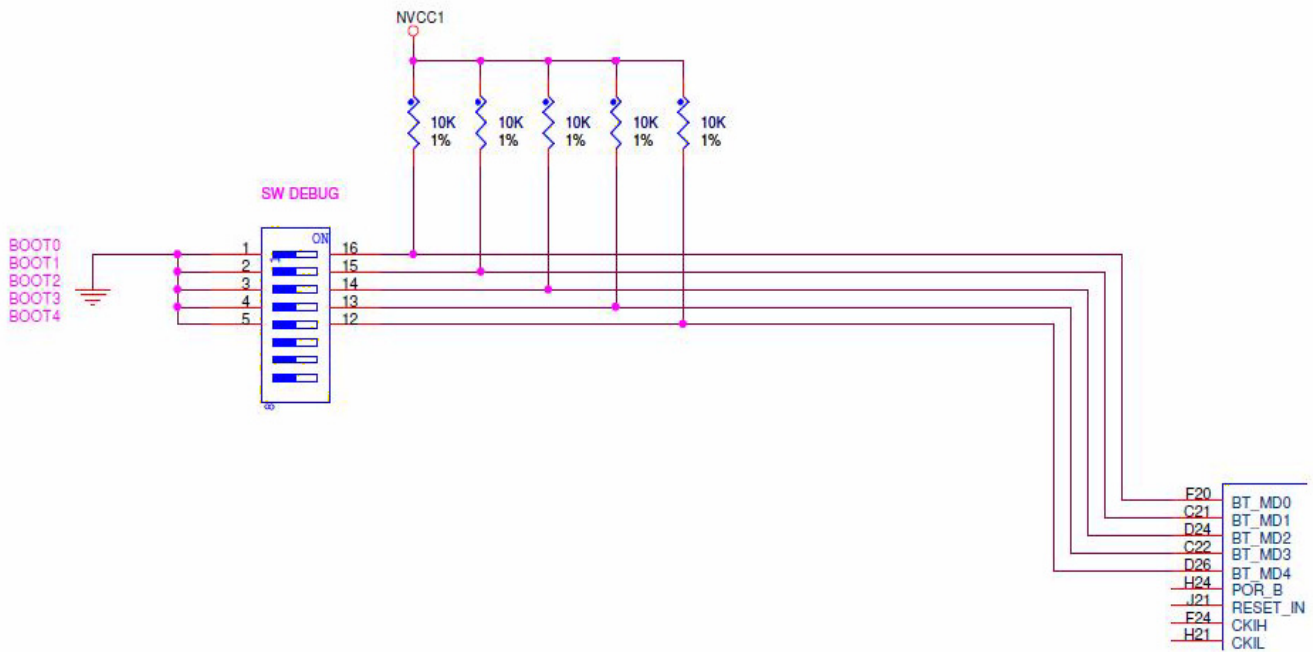 NVCC1
10K 10K 10K 10K 10K
1% 1% 1% 1% 1%
SW DEBUG
ON
BOOT0 1 16
BOOT1 2 15
BOOT2 3 14
BOOT3 4 13
BOOT4 5 12
1
8
F20 BT_MD0
C21 BT_MD1
D24 BT_MD2
C22 BT_MD3
D26 BT_MD4
H24 POR_B
J21 RESET_IN
F24 CKIH
H21 CKIL